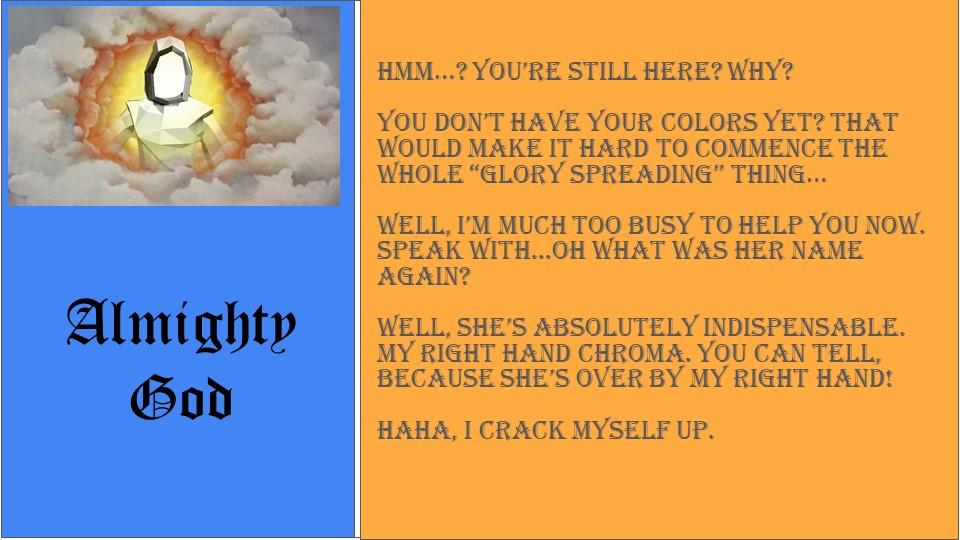 Almighty
God
HMM...? YOU'RE STILL HERE? WHY?
YOU DON'T HAVE YOUR COLORS YET? THAT
WOULD MAKE IT HARD TO COMMENCE THE
WHOLE “GLORY SPREADING” THING...
WELL, I'M MUCH TOO BUSY TO HELP YOU NOW.
SPEAK WITH...OH WHAT WAS HER NAME
AGAIN?
WELL, SHE'S ABSOLUTELY INDISPENSABLE.
MY RIGHT HAND CHROMA. YOU CAN TELL,
BECAUSE SHE'S OVER BY MY RIGHT HAND!
HAHA, I CRACK MYSELF UP.